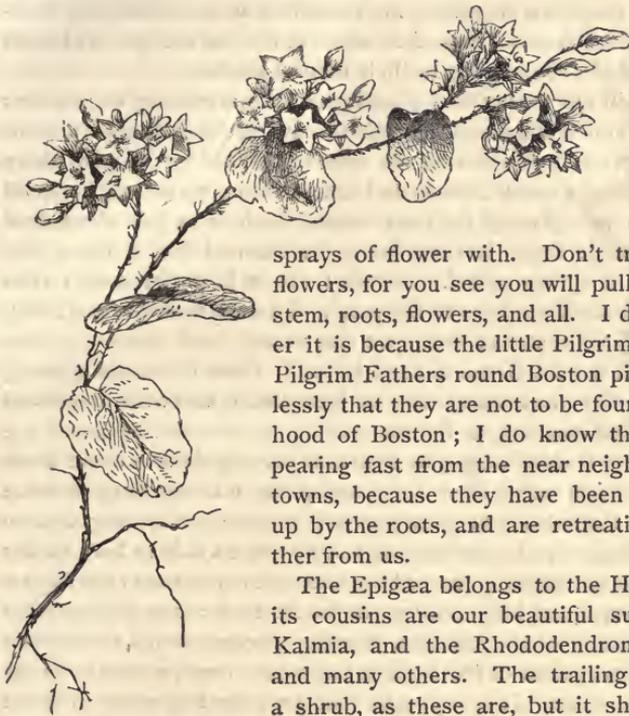 sprays of flower with. Don't tr
flowers, for you see you will pull
stem, roots, flowers, and all. I d
er it is because the little Pilgrim
Pilgrim Fathers round Boston pi
lessly that they are not to be four
hood of Boston ; I do know th
pearing fast from the near neigh
towns, because they have been
up by the roots, and are retreati
ther from us.
The Epigæa belongs to the H
its cousins are our beautiful su
Kalmia, and the Rhododendron
and many others. The trailing
a shrub, as these are, but it sh